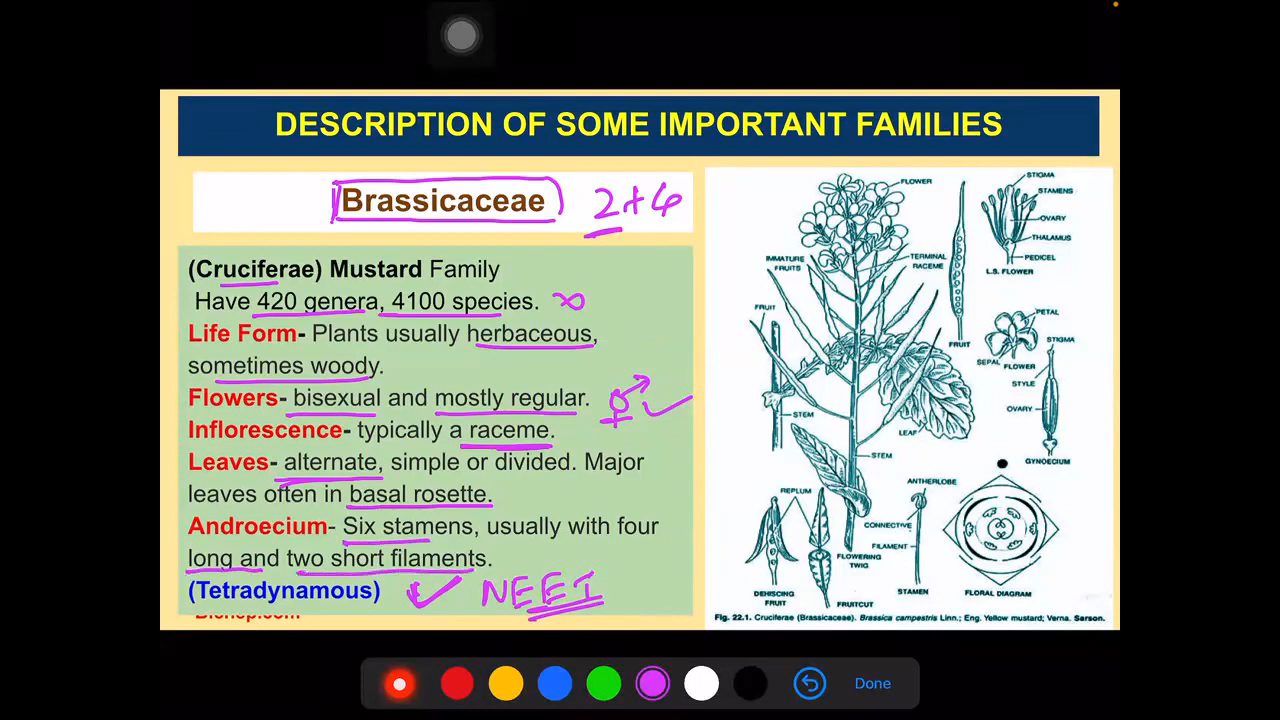 DESCRIPTION OF SOME IMPORTANT FAMILIES
Brassicaceae 2+4
(Cruciferae) Mustard Family
Have 420 genera, 4100 species.
Life Form- Plants usually herbaceous,
sometimes woody.
Flowers- bisexual and mostly regular.
Inflorescence- typically a raceme.
Leaves- alternate, simple or divided. Major
leaves often in basal rosette.
Androecium- Six stamens, usually with four
long and two short filaments.
(Tetradynamous) NEET
FLOWER
IMMATURE
FRUITS
TERMINAL
RACEME
FRUIT
STEM
LEAF
STEM
FRUIT
STIGMA
STAMENS
OVARY
THALAMUS
PEDICEL
L.S. FLOWER
PETAL
SEPAL FLOWER
STIGMA
STYLE
OVARY
GYNOECIUM
REPLUM
ANTHERLOBE
CONNECTIVE
FILAMENT
FLOWERING
TWIG
STAMEN
DEHISCING
FRUIT
FRUITCUT
FLORAL DIAGRAM
Fig. 22.1. Cruciferae (Brassicaceae). Brassica campestris Linn.; Eng. Yellow mustard; Verna. Sarson.
Done